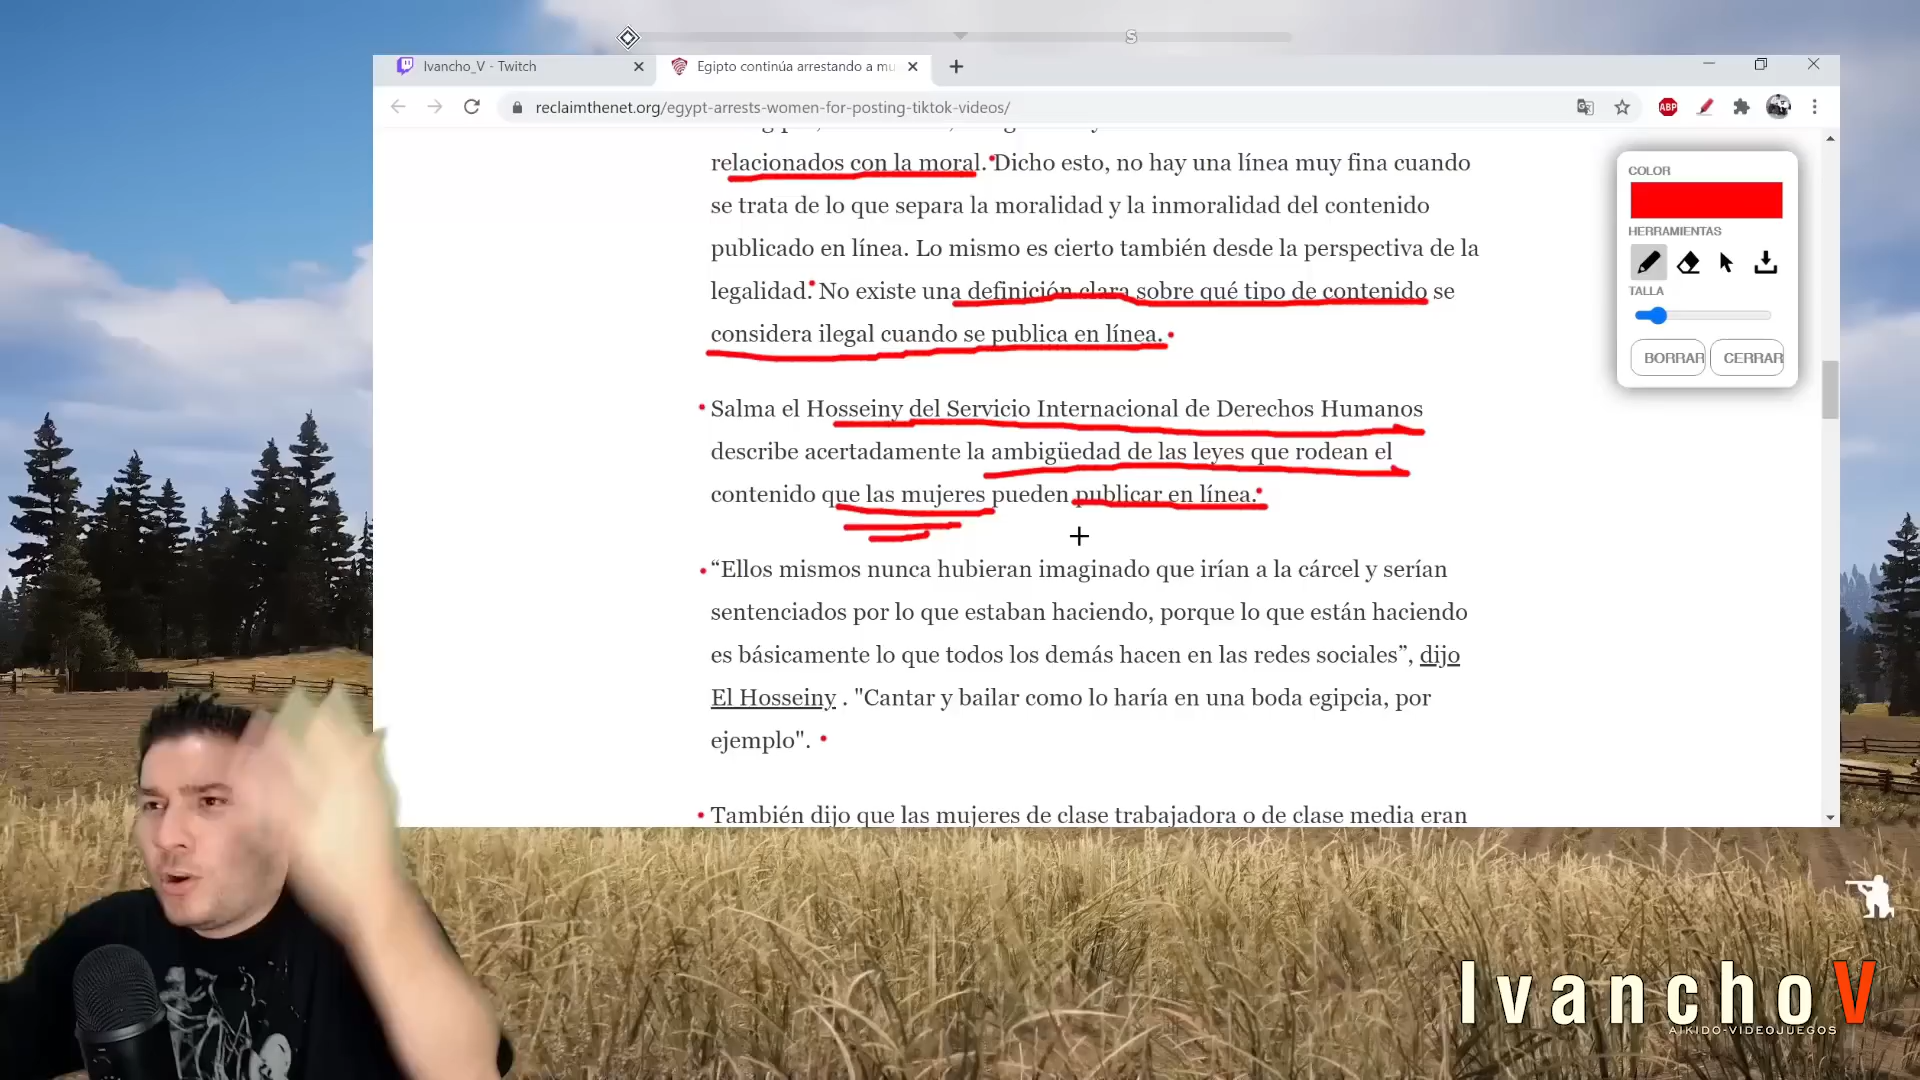 S
Ivancho_V - Twitch
Egipto continúa arrestando a mu
reclaimthenet.org/egypt-arrests-women-for-posting-tiktok-videos/
ABP
relacionados con la moral. Dicho esto, no hay una línea muy fina cuando
se trata de lo que separa la moralidad y la inmoralidad del contenido
publicado en línea. Lo mismo es cierto también desde la perspectiva de la
legalidad. No existe una definición clara sobre qué tipo de contenido se
considera ilegal cuando se publica en línea.
Salma el Hosseiny del Servicio Internacional de Derechos Humanos
describe acertadamente la ambigüedad de las leyes que rodean el
contenido que las mujeres pueden publicar en línea.
“Ellos mismos nunca hubieran imaginado que irían a la cárcel y serían
sentenciados por lo que estaban haciendo, porque lo que están haciendo
es básicamente lo que todos los demás hacen en las redes sociales”, dijo
El Hosseiny . "Cantar y bailar como lo haría en una boda egipcia, por
ejemplo".
También dijo que las mujeres de clase trabajadora o de clase media eran
COLOR
HERRAMIENTAS
TALLA
BORRAR
CERRAR
IvanchoV
AIKIDO-VIDEOJUEGOS